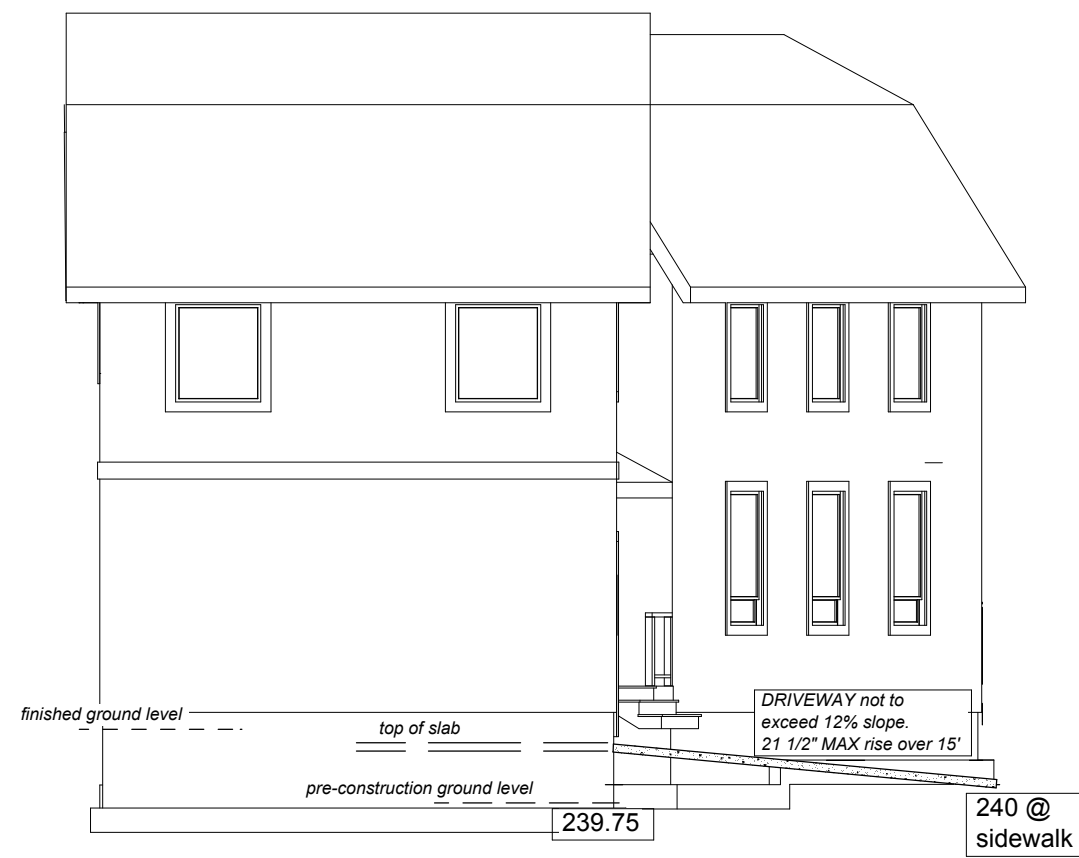 finished ground level
top of slab
DRIVEWAY not to
exceed 12% slope.
21 1/2" MAX rise over 15'
pre-construction ground level
239.75
240 @
sidewalk